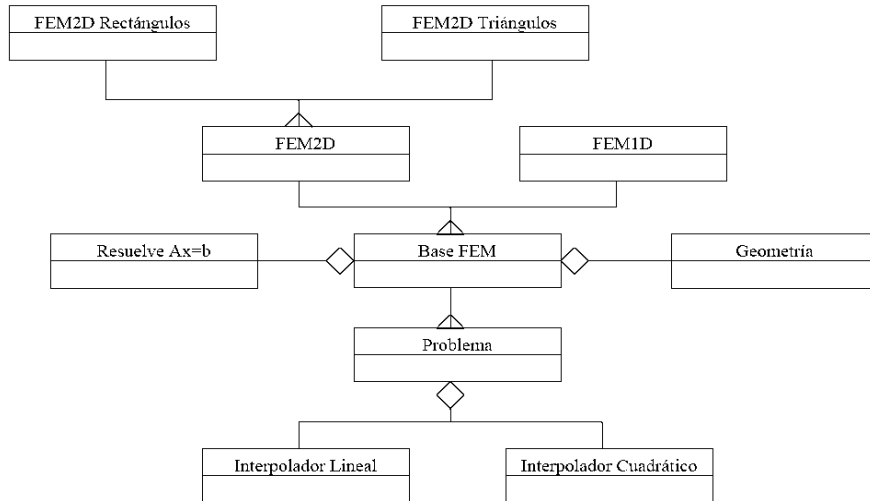 FEM2D Rectángulos
FEM2D Triángulos
FEM2D
FEM1D
Resuelve Ax=b
Base FEM
Geometría
Problema
Interpolador Lineal
Interpolador Cuadrático